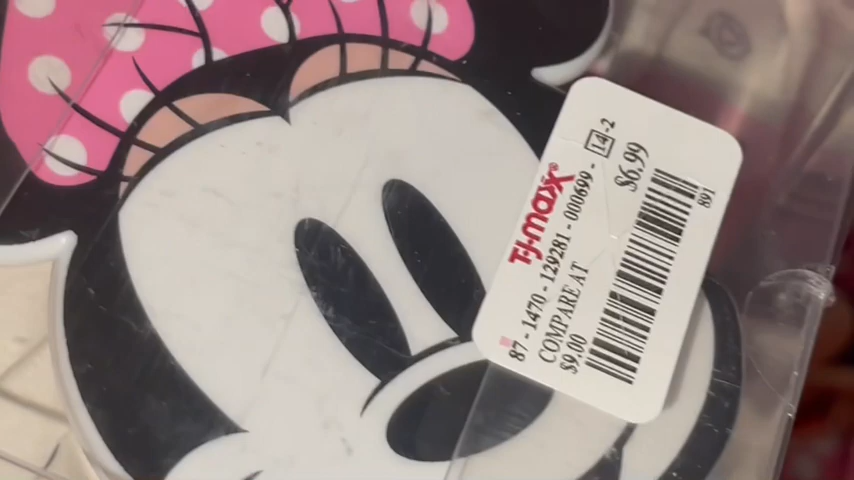 T·J·maxx®
87 - 1470 - 129281 - 000699 - 14 -2
COMPARE AT
$9.00
$6.99
891